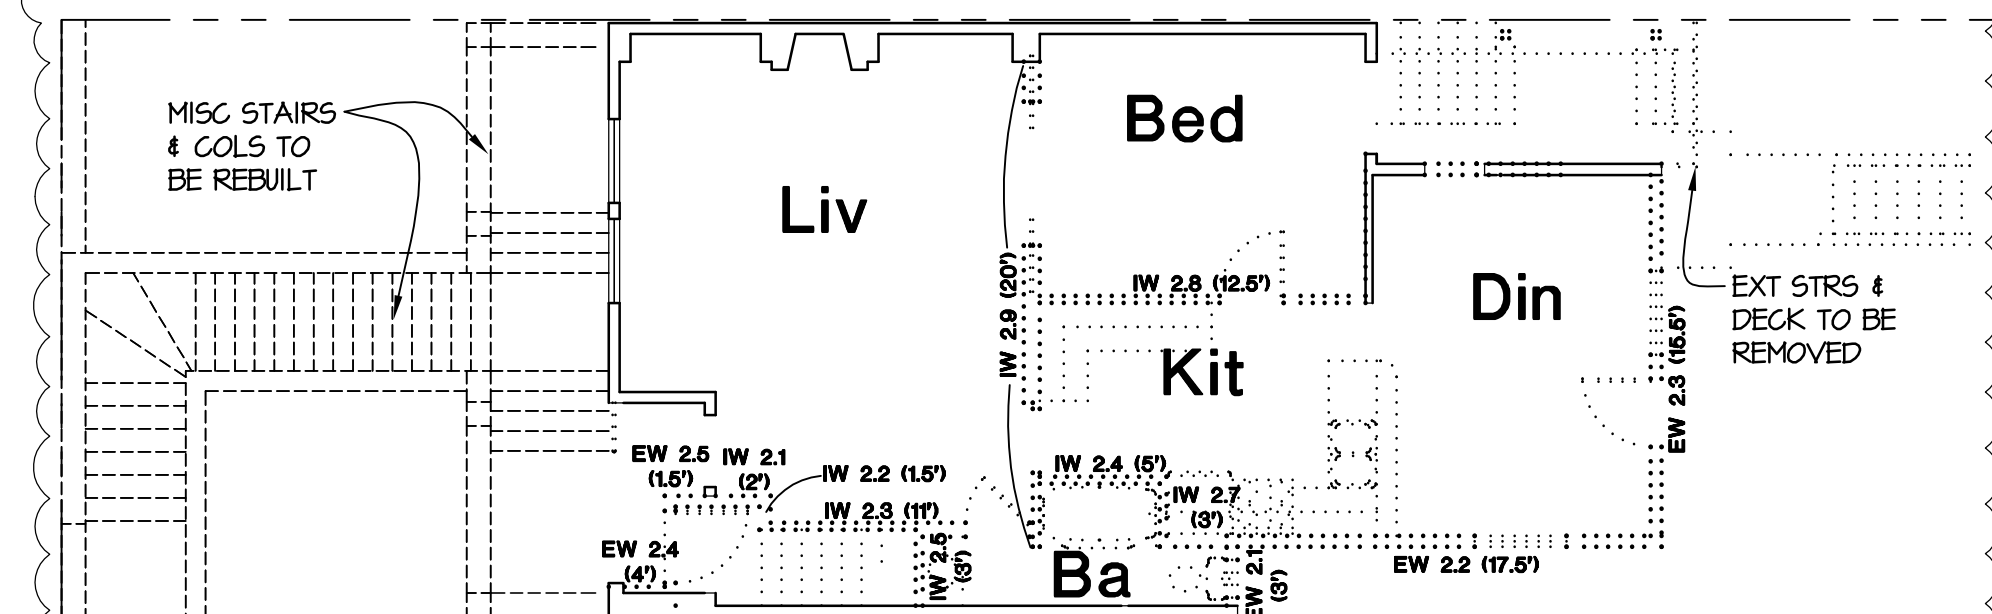 MISC STAIRS
& COLS TO
BE REBUILT
Bed
Liv
IW 2.9 (20')
IW 2.8 (12.5')
Din
EXT STRS &
DECK TO BE
REMOVED
EW 2.3 (15.5')
Kit
EW 2.5
(1.5')
IW 2.1
(2')
IW 2.2 (1.5')
IW 2.3 (11')
IW 2.4 (5')
IW 2.7
(3')
EW 2.4
(4')
IW 2.5
(3')
Ba
EW 2.1
(3')
EW 2.2 (17.5')